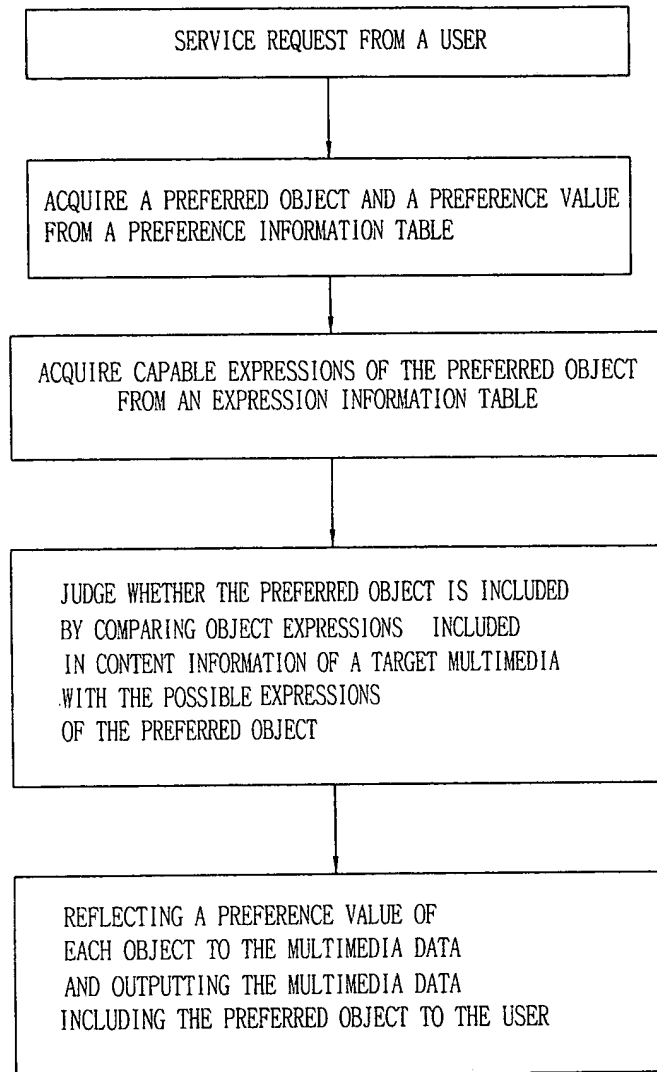 SERVICE REQUEST FROM A USER
ACQUIRE A PREFERRED OBJECT AND A PREFERENCE VALUE
FROM A PREFERENCE INFORMATION TABLE
ACQUIRE CAPABLE EXPRESSIONS OF THE PREFERRED OBJECT
FROM AN EXPRESSION INFORMATION TABLE
JUDGE WHETHER THE PREFERRED OBJECT IS INCLUDED
BY COMPARING OBJECT EXPRESSIONS INCLUDED
IN CONTENT INFORMATION OF A TARGET MULTIMEDIA
WITH THE POSSIBLE EXPRESSIONS
OF THE PREFERRED OBJECT
REFLECTING A PREFERENCE VALUE OF
EACH OBJECT TO THE MULTIMEDIA DATA
AND OUTPUTTING THE MULTIMEDIA DATA
INCLUDING THE PREFERRED OBJECT TO THE USER